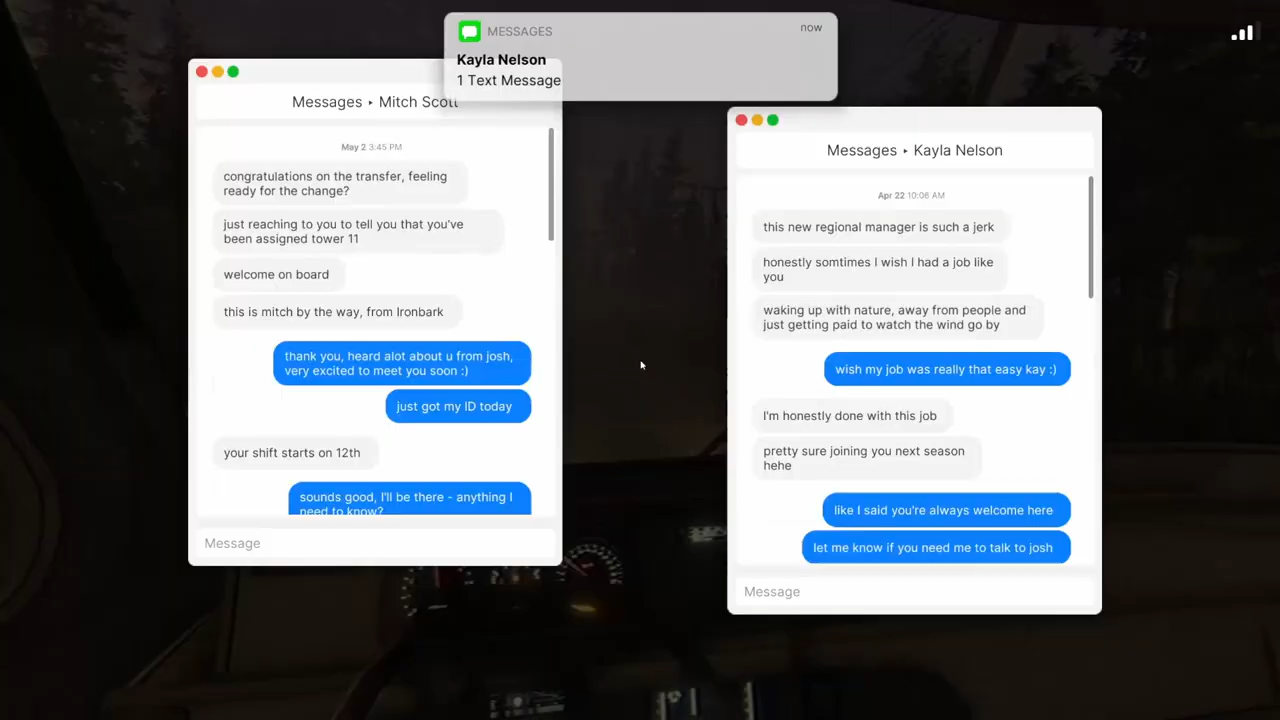 MESSAGES
now
Kayla Nelson
1 Text Message
Messages ▸ Mitch Scott
May 2 3:45 PM
congratulations on the transfer, feeling
ready for the change?
just reaching to you to tell you that you've
been assigned tower 11
welcome on board
this is mitch by the way, from Ironbark
thank you, heard alot about u from josh,
very excited to meet you soon :)
just got my ID today
your shift starts on 12th
sounds good, I'll be there - anything I
need to know?
Message
Messages ▸ Kayla Nelson
Apr 22 10:06 AM
this new regional manager is such a jerk
honestly somtimes I wish I had a job like
you
waking up with nature, away from people and
just getting paid to watch the wind go by
wish my job was really that easy kay :)
I'm honestly done with this job
pretty sure joining you next season
hehe
like I said you're always welcome here
let me know if you need me to talk to josh
Message